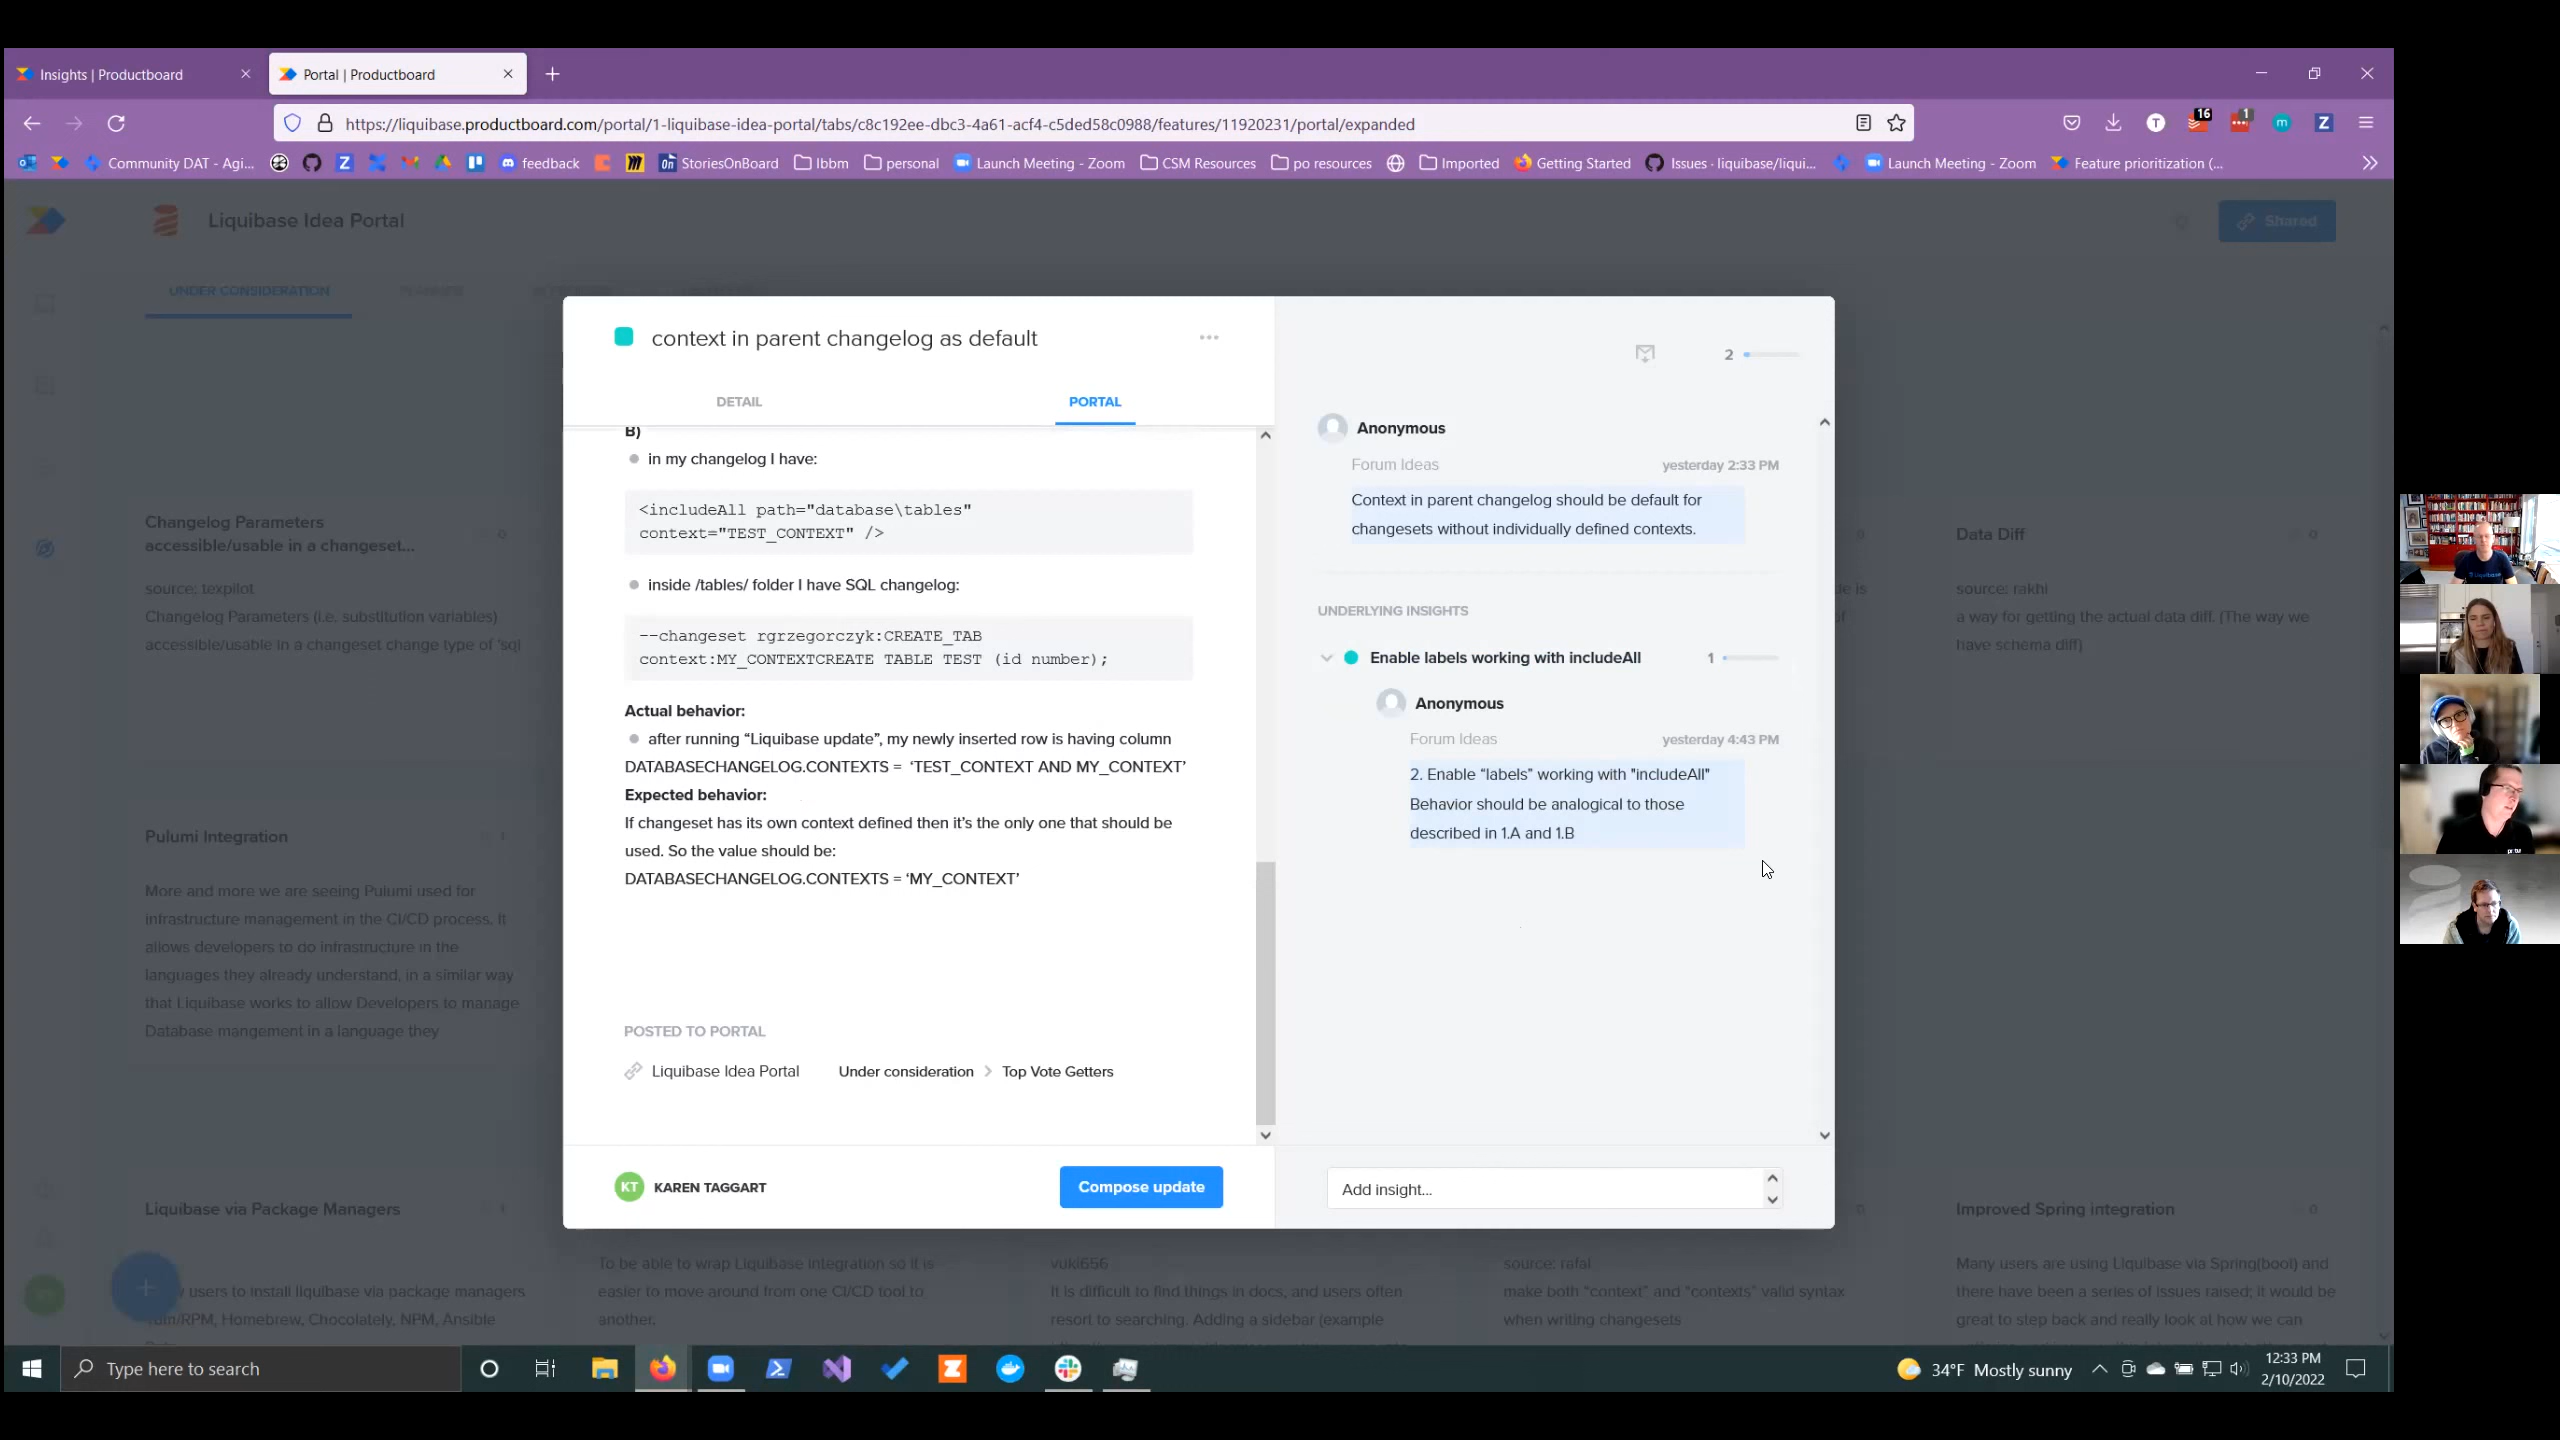 Insights | Productboard
Portal | Productboard
https://liquibase.productboard.com/portal/1-liquibase-idea-portal/tabs/c8c192ee-dbc3-4a61-acf4-c5ded58c0988/features/11920231/portal/expanded
16
1
T
m
Z
Community DAT - Agi...
Z
feedback
StoriesOnBoard
lbbm
personal
Launch Meeting - Zoom
CSM Resources
po resources
Imported
Getting Started
Issues · liquibase/liqui...
Launch Meeting - Zoom
Feature prioritization (...
Liquibase Idea Portal
Shared
UNDER CONSIDERATION
PLANNED
context in parent changelog as default
DETAIL
PORTAL
B)
in my changelog I have:
<includeAll path="database\tables"
context="TEST_CONTEXT" />
inside /tables/ folder I have SQL changelog:
--changeset rgrzegorczyk:CREATE_TAB
context:MY_CONTEXTCREATE TABLE TEST (id number);
Actual behavior:
after running “Liquibase update”, my newly inserted row is having column
DATABASECHANGELOG.CONTEXTS = ‘TEST_CONTEXT AND MY_CONTEXT’
Expected behavior:
If changeset has its own context defined then it’s the only one that should be
used. So the value should be:
DATABASECHANGELOG.CONTEXTS = ‘MY_CONTEXT’
POSTED TO PORTAL
Liquibase Idea Portal
Under consideration
Top Vote Getters
KT
KAREN TAGGART
Compose update
2
Anonymous
Forum Ideas
yesterday 2:33 PM
Context in parent changelog should be default for
changesets without individually defined contexts.
UNDERLYING INSIGHTS
Enable labels working with includeAll
1
Anonymous
Forum Ideas
yesterday 4:43 PM
2. Enable “labels” working with "includeAll"
Behavior should be analogical to those
described in 1.A and 1.B
Add insight...
Changelog Parameters
accessible/usable in a changeset...
0
source: texpilot
Changelog Parameters (i.e. substitution variables)
accessible/usable in a changeset change type of 'sql
Data Diff
0
source: rakhi
a way for getting the actual data diff. (The way we
have schema diff)
Pulumi Integration
1
More and more we are seeing Pulumi used for
infrastructure management in the CI/CD process. It
allows developers to do infrastructure in the
languages they already understand, in a similar way
that Liquibase works to allow Developers to manage
Database mangement in a language they
Liquibase via Package Managers
users to install liquibase via package managers
Yum/RPM, Homebrew, Chocolately, NPM, Ansible
To be able to wrap Liquibase integration so it is
easier to move around from one CI/CD tool to
another.
vuki656
It is difficult to find things in docs, and users often
resort to searching. Adding a sidebar (example
source: rafal
make both “context” and “contexts” valid syntax
when writing changesets
Improved Spring integration
0
Many users are using Liquibase via Spring(boot) and
there have been a series of issues raised; it would be
great to step back and really look at how we can
Type here to search
34°F Mostly sunny
12:33 PM
2/10/2022